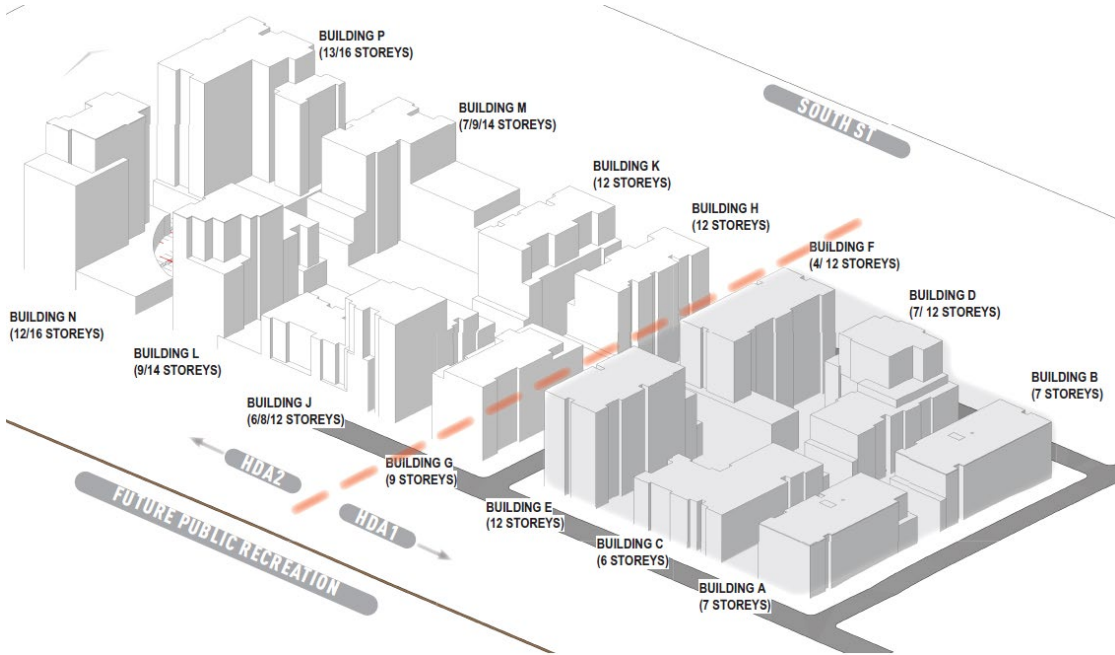 BUILDING P
(13/16 STOREYS)
BUILDING M
(7/9/14 STOREYS)
SOUTH ST
BUILDING K
(12 STOREYS)
BUILDING H
(12 STOREYS)
BUILDING F
(4/ 12 STOREYS)
BUILDING D
(7/ 12 STOREYS)
BUILDING B
(7 STOREYS)
BUILDING N
(12/16 STOREYS)
BUILDING L
(9/14 STOREYS)
BUILDING J
(6/8/12 STOREYS)
BUILDING G
(9 STOREYS)
BUILDING E
(12 STOREYS)
BUILDING C
(6 STOREYS)
BUILDING A
(7 STOREYS)
HDA2
HDA1
FUTURE PUBLIC RECREATION